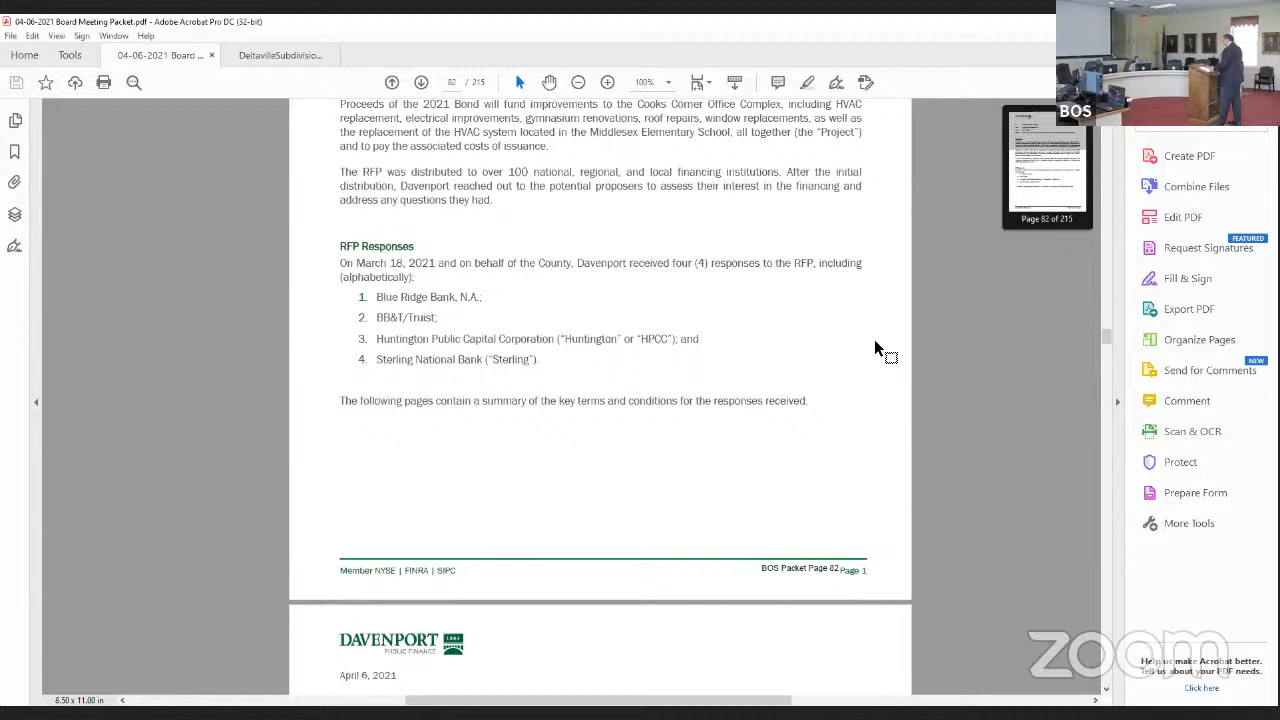 04-06-2021 Board Meeting Packet.pdf - Adobe Acrobat Pro DC (32-bit)
File Edit View Sign Window Help
Home Tools 04-06-2021 Board ... × DeltavilleSubdivisio...
82 / 215 100%
BOS
Proceeds of the 2021 Bond will fund improvements to the Cooks Corner Office Complex, including HVAC
replacement, electrical improvements, gymnasium renovations, roof repairs, window replacements, as well as
the replacement of the HVAC system located in the Middlesex Elementary School, all together (the “Project”)
and to pay the associated costs of issuance.
The RFP was distributed to over 100 national, regional, and local financing institutions. After the initial
distribution, Davenport reached out to the potential proposers to assess their interest in the financing and
address any questions they had.
RFP Responses
On March 18, 2021 and on behalf of the County, Davenport received four (4) responses to the RFP, including
(alphabetically):
1. Blue Ridge Bank, N.A.;
2. BB&T/Truist;
3. Huntington Public Capital Corporation (“Huntington” or “HPCC”); and
4. Sterling National Bank (“Sterling”).
The following pages contain a summary of the key terms and conditions for the responses received.
Member NYSE | FINRA | SIPC
BOS Packet Page 82 Page 1
DAVENPORT
1863
PUBLIC FINANCE
April 6, 2021
8.50 x 11.00 in
Page 82 of 215
Create PDF
Combine Files
Edit PDF
FEATURED
Request Signatures
Fill & Sign
Export PDF
Organize Pages
NEW
Send for Comments
Comment
Scan & OCR
Protect
Prepare Form
More Tools
zoom
Help us make Acrobat better.
Tell us about your PDF needs.
Click here